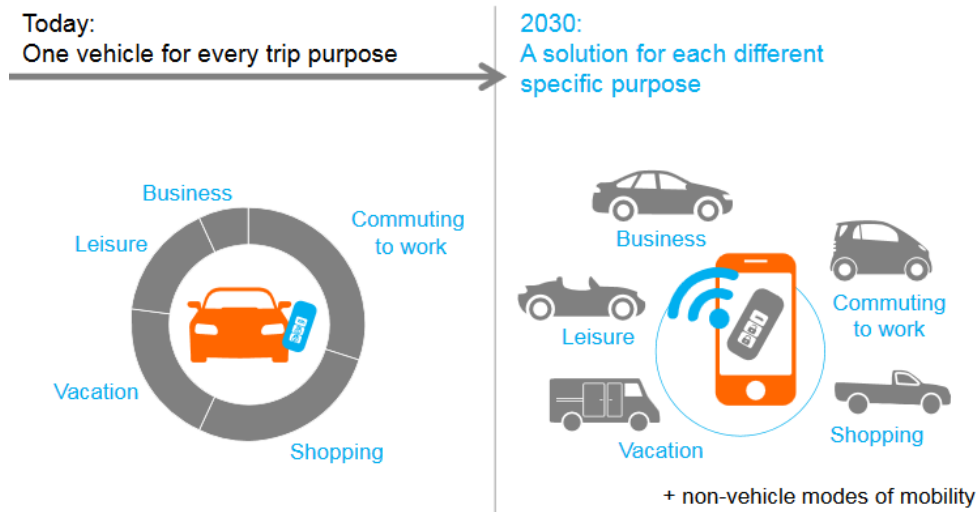 Today:
One vehicle for every trip purpose
2030:
A solution for each different
specific purpose
Business
Leisure
Commuting
to work
Vacation
Shopping
Business
Leisure
Commuting
to work
Vacation
Shopping
+ non-vehicle modes of mobility